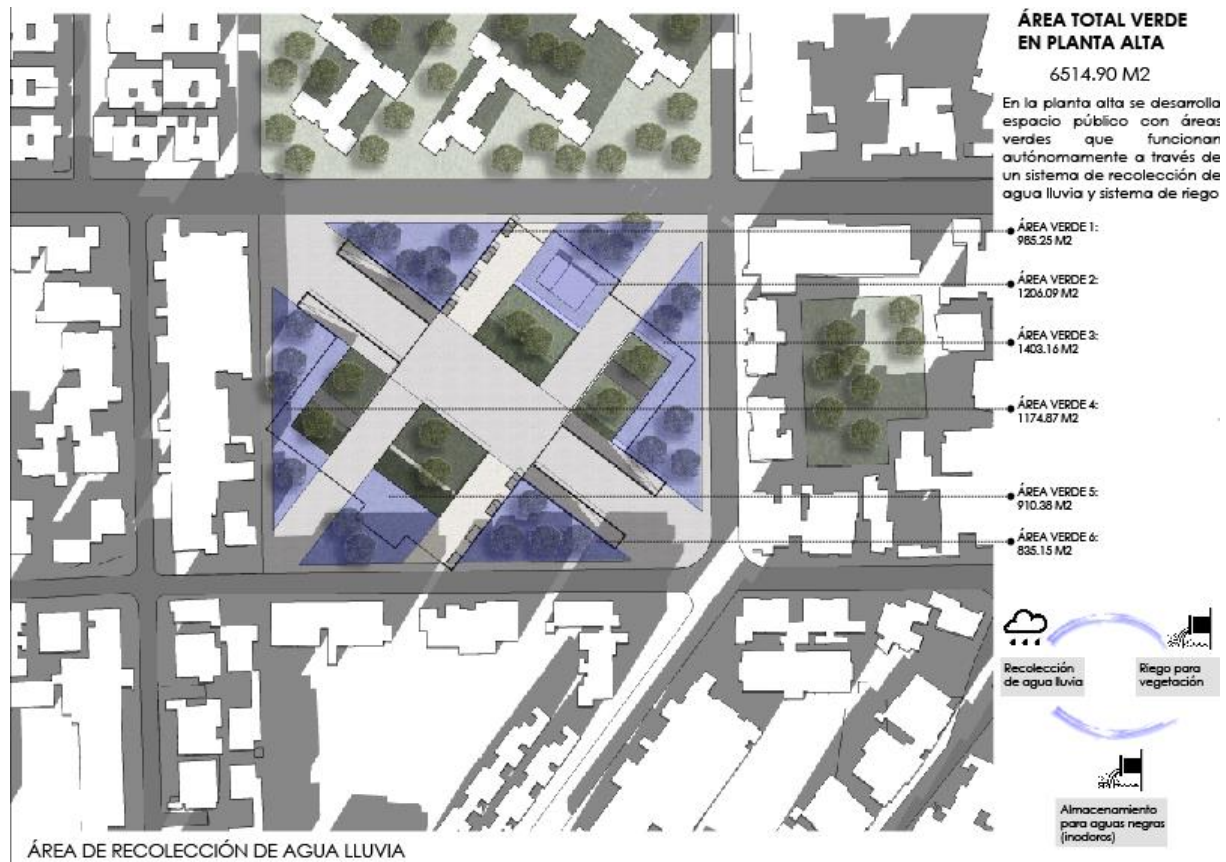 ÁREA TOTAL VERDE
EN PLANTA ALTA
6514.90 M2
En la planta alta se desarrolla
espacio público con áreas
verdes que funcionan
autónomamente a través de
un sistema de recolección de
agua lluvia y sistema de riego
ÁREA VERDE 1:
985.25 M2
ÁREA VERDE 2:
1206.09 M2
ÁREA VERDE 3:
1403.16 M2
ÁREA VERDE 4:
1174.87 M2
ÁREA VERDE 5:
910.38 M2
ÁREA VERDE 6:
835.15 M2
Recolección
de agua lluvia
Riego para
vegetación
Almacenamiento
para aguas negras
(inodoros)
ÁREA DE RECOLECCIÓN DE AGUA LLUVIA